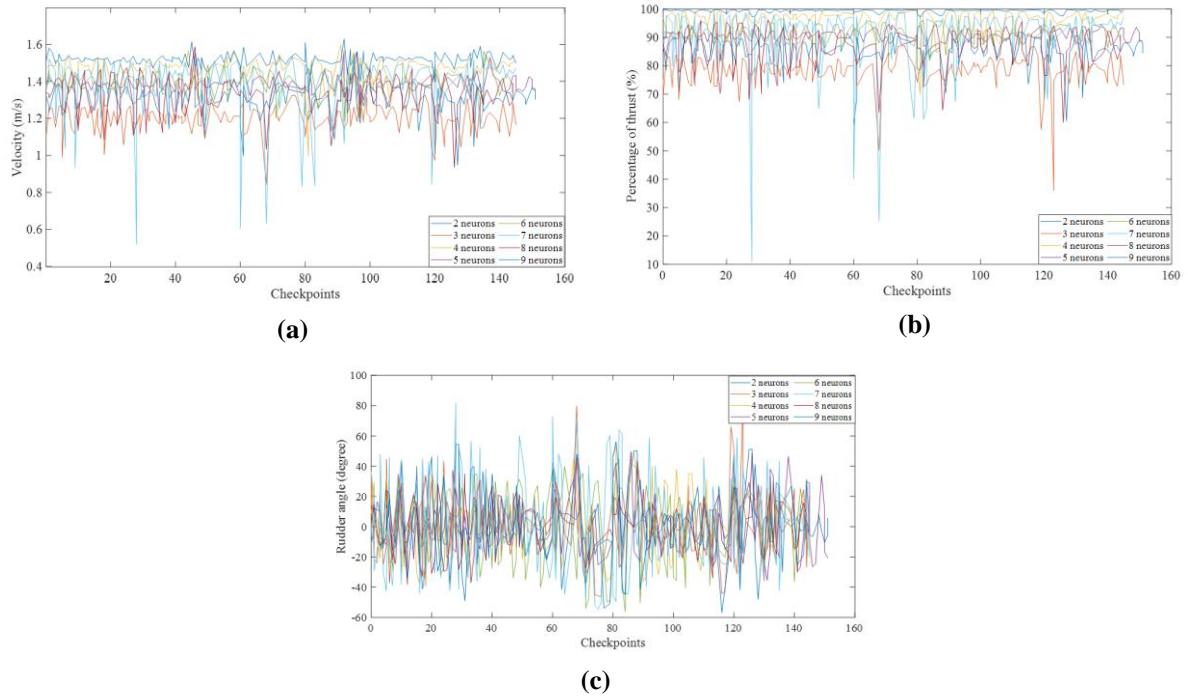 1.6
1.4
1.2
1
0.8
0.6
0.4
Velocity (m/s)
20 40 60 80 100 120 140 160
Checkpoints
2 neurons 6 neurons
3 neurons 7 neurons
4 neurons 8 neurons
5 neurons 9 neurons
(a)
100
90
80
70
60
50
40
30
20
10
Percentage of thrust (%)
0 20 40 60 80 100 120 140 160
Checkpoints
2 neurons 6 neurons
3 neurons 7 neurons
4 neurons 8 neurons
5 neurons 9 neurons
(b)
100
80
60
40
20
0
-20
-40
-60
Rudder angle (degree)
0 20 40 60 80 100 120 140 160
Checkpoints
2 neurons 6 neurons
3 neurons 7 neurons
4 neurons 8 neurons
5 neurons 9 neurons
(c)